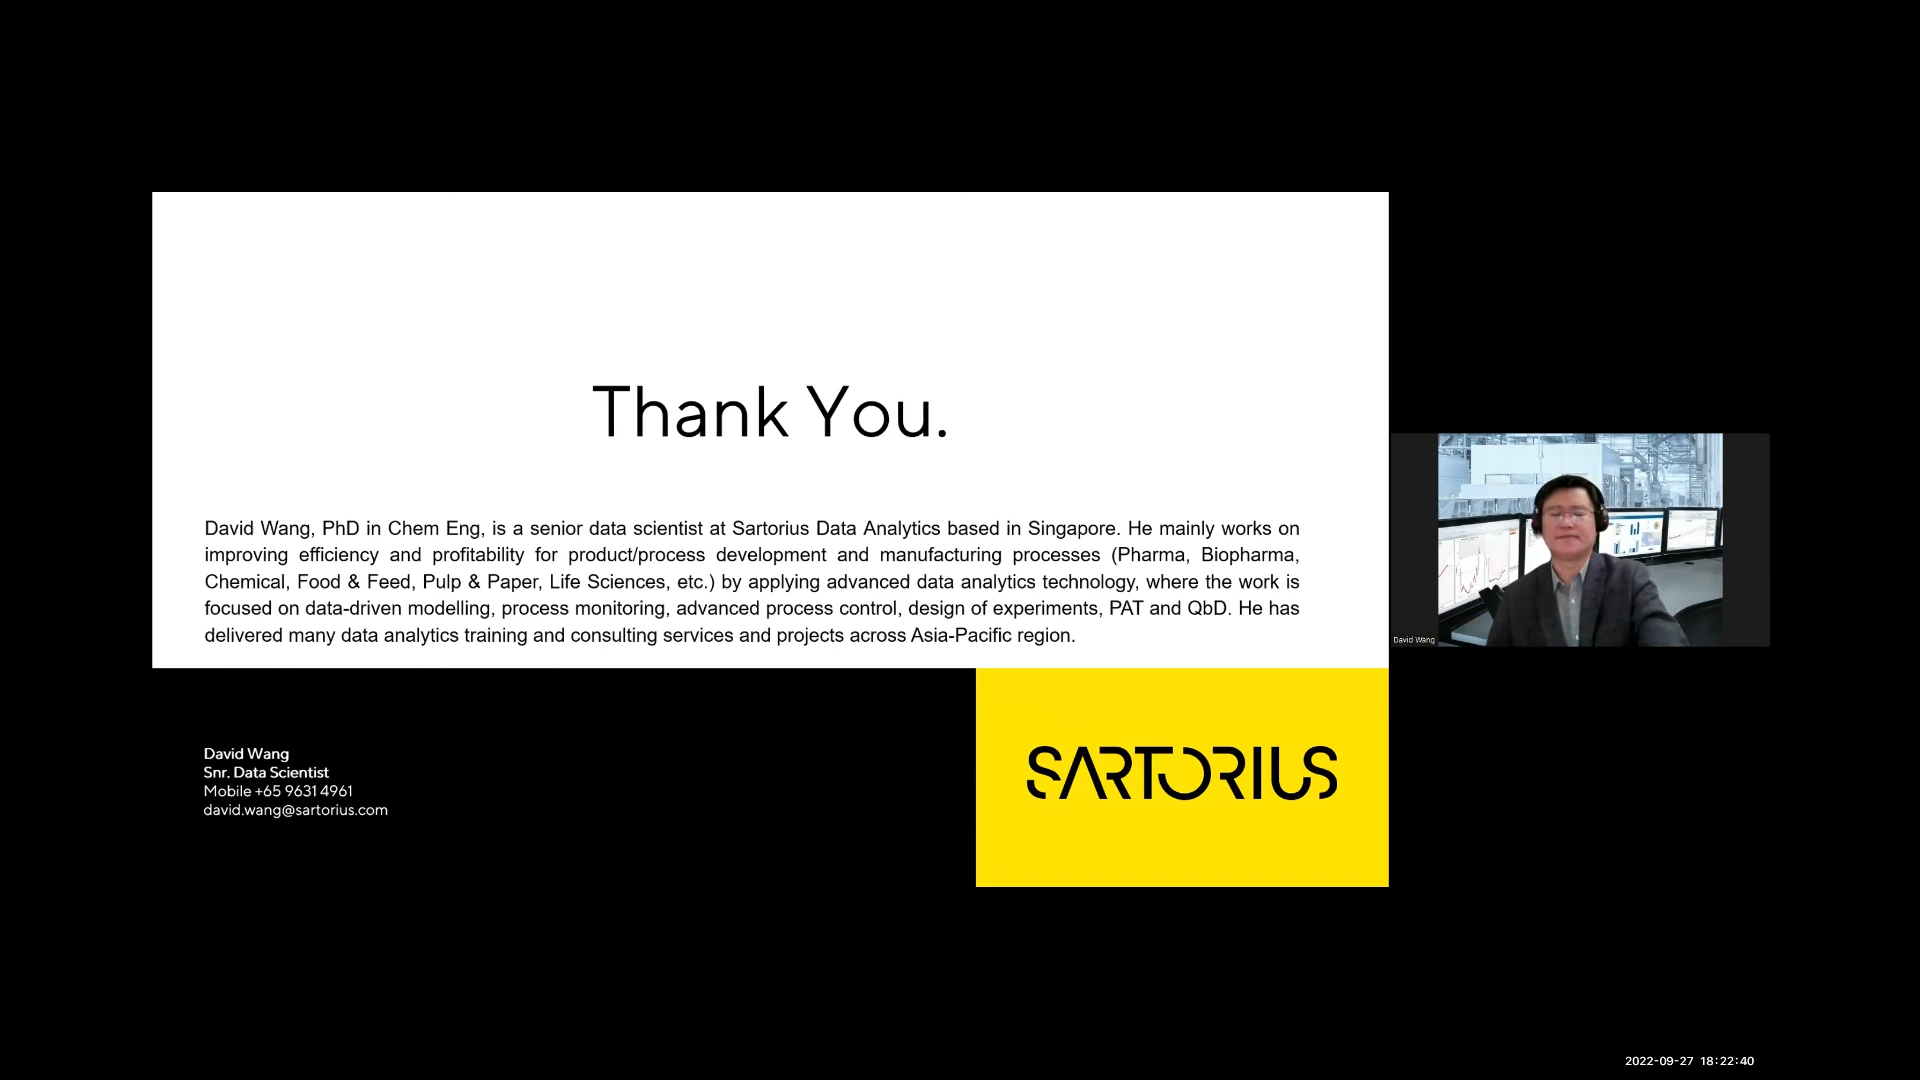 Thank You.
David Wang, PhD in Chem Eng, is a senior data scientist at Sartorius Data Analytics based in Singapore. He mainly works on
improving efficiency and profitability for product/process development and manufacturing processes (Pharma, Biopharma,
Chemical, Food & Feed, Pulp & Paper, Life Sciences, etc.) by applying advanced data analytics technology, where the work is
focused on data-driven modelling, process monitoring, advanced process control, design of experiments, PAT and QbD. He has
delivered many data analytics training and consulting services and projects across Asia-Pacific region.
David Wang
David Wang
Snr. Data Scientist
Mobile +65 9631 4961
david.wang@sartorius.com
SARTORIUS
2022-09-27 18:22:40